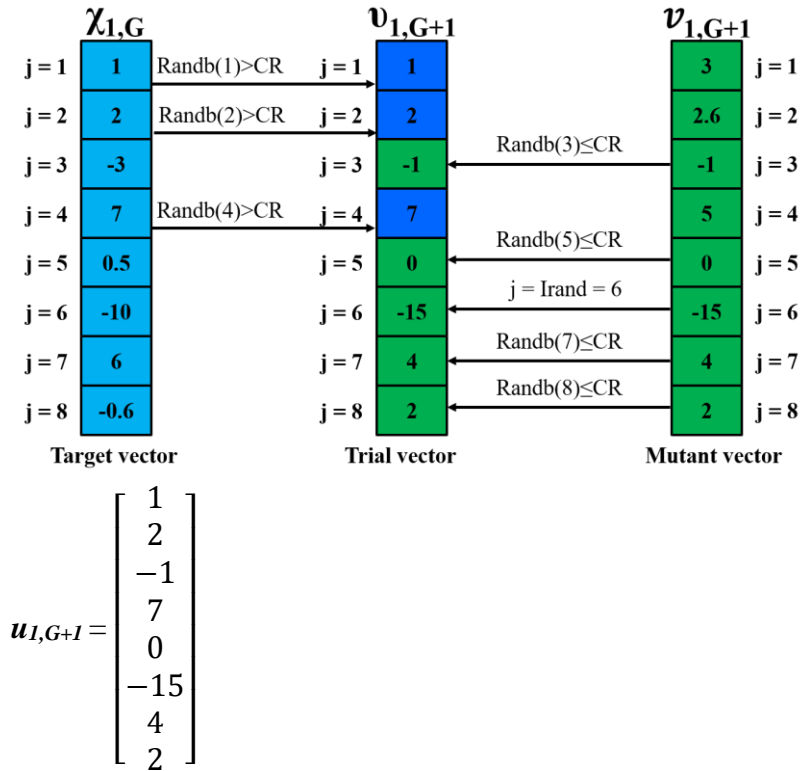 χ1,G υ1,G+1 v1,G+1
j = 1 1 Randb(1)>CR j = 1 1 3 j = 1
j = 2 2 Randb(2)>CR j = 2 2 2.6 j = 2
j = 3 -3 j = 3 -1 Randb(3)≤CR -1 j = 3
j = 4 7 Randb(4)>CR j = 4 7 5 j = 4
j = 5 0.5 j = 5 0 Randb(5)≤CR 0 j = 5
j = 6 -10 j = 6 -15 j = Irand = 6 -15 j = 6
j = 7 6 j = 7 4 Randb(7)≤CR 4 j = 7
j = 8 -0.6 j = 8 2 Randb(8)≤CR 2 j = 8
Target vector Trial vector Mutant vector
u1,G+1 =
1
2
−1
7
0
−15
4
2